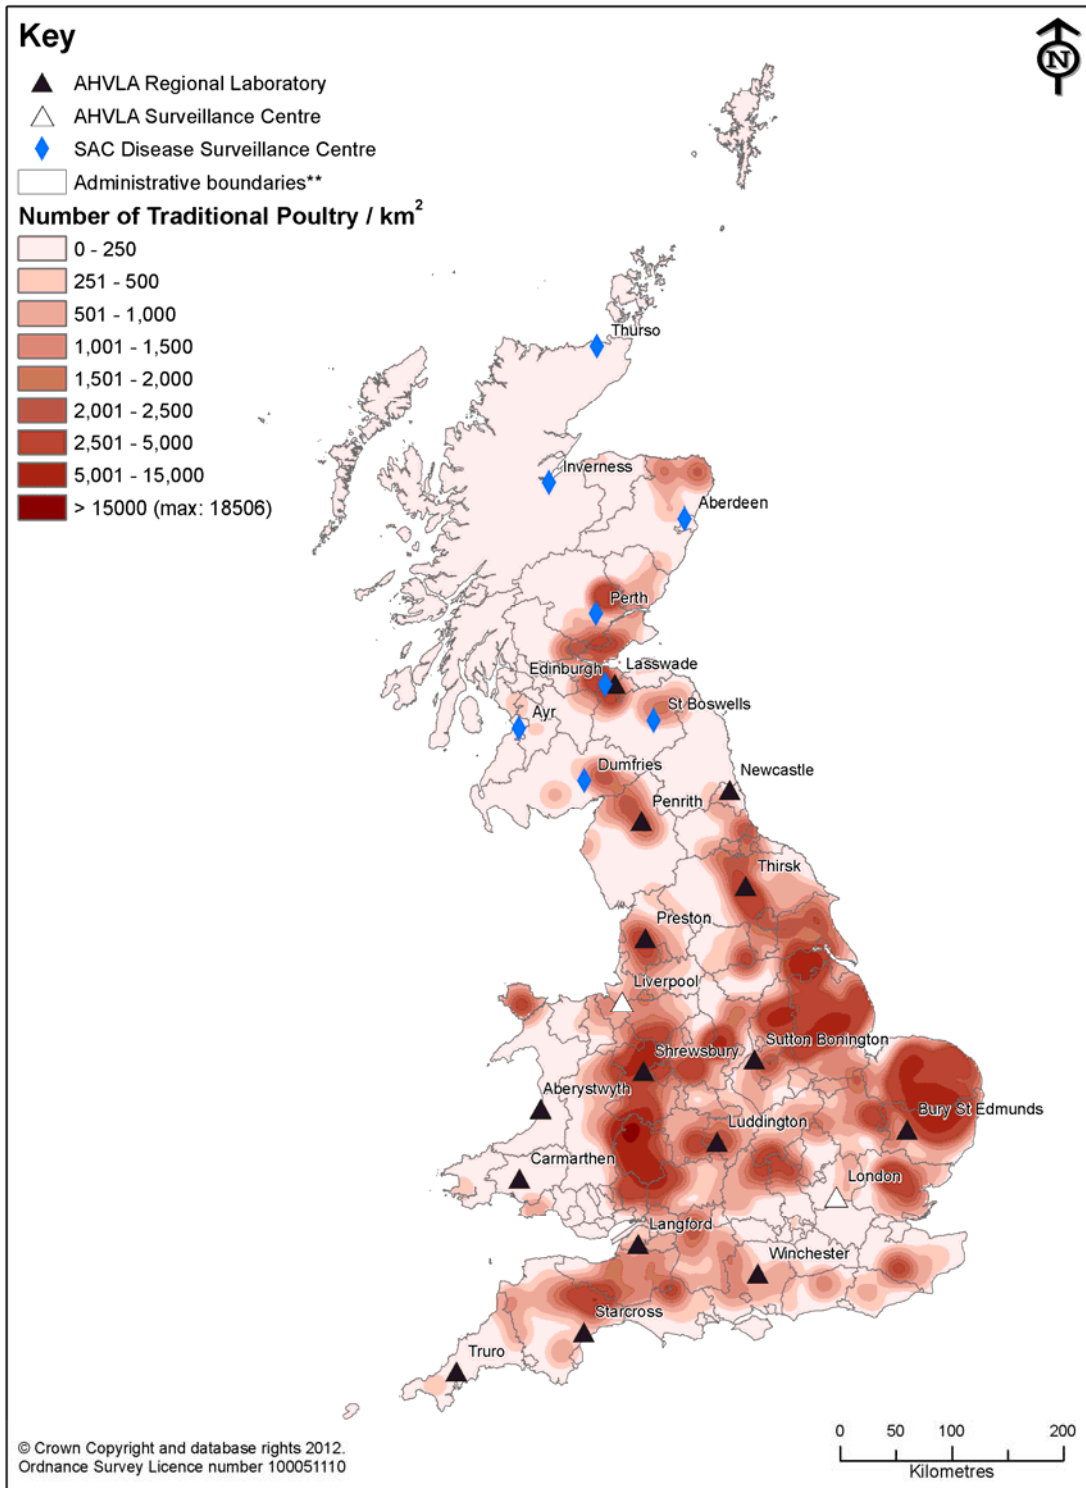 Key
N
AHVLA Regional Laboratory
AHVLA Surveillance Centre
SAC Disease Surveillance Centre
Administrative boundaries**
Number of Traditional Poultry / km²
0 - 250
251 - 500
501 - 1,000
1,001 - 1,500
1,501 - 2,000
2,001 - 2,500
2,501 - 5,000
5,001 - 15,000
> 15000 (max: 18506)
Thurso
Inverness
Aberdeen
Perth
Edinburgh
Lasswade
St Boswells
Ayr
Dumfries
Newcastle
Penrith
Thirsk
Preston
Liverpool
Sutton Bonington
Shrewsbury
Aberystwyth
Bury St Edmunds
Luddington
Carmarthen
London
Langford
Winchester
Starcross
Truro
© Crown Copyright and database rights 2012.
Ordnance Survey Licence number 100051110
0 50 100 200
Kilometres